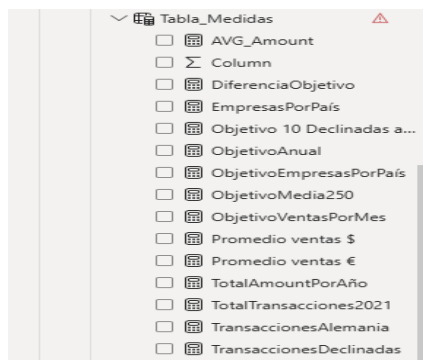 Tabla_Medidas
AVG_Amount
Column
DiferenciaObjetivo
EmpresasPorPaís
Objetivo 10 Declinadas a...
ObjetivoAnual
ObjetivoEmpresasPorPaís
ObjetivoMedia250
ObjetivoVentasPorMes
Promedio ventas $
Promedio ventas €
TotalAmountPorAño
TotalTransacciones2021
TransaccionesAlemania
TransaccionesDeclinadas